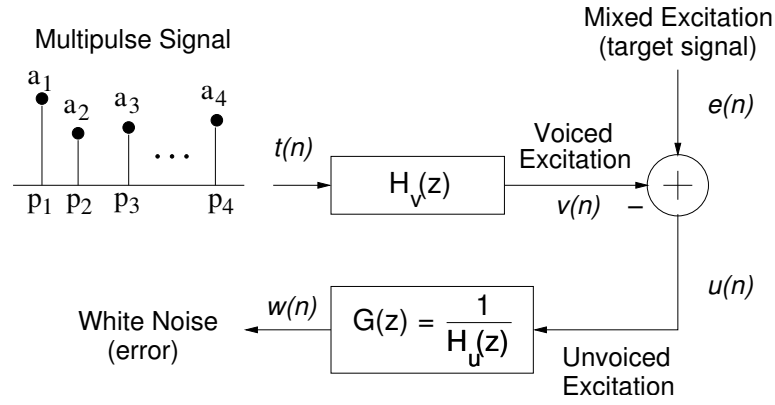 Mixed Excitation
(target signal)
Multipulse Signal
a1 a2 a3 a4
...
p1 p2 p3 p4
t(n)
Hv(z)
Voiced
Excitation
v(n)
e(n)
+
−
u(n)
Unvoiced
Excitation
G(z) = 1 / Hu(z)
w(n)
White Noise
(error)